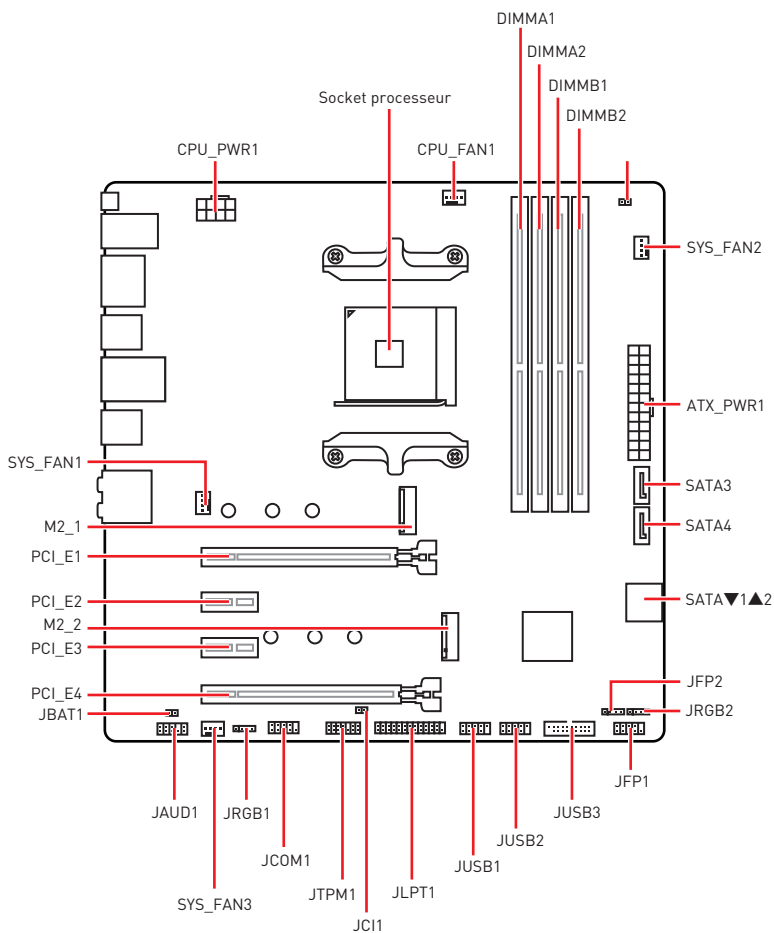 DIMMA1
DIMMA2
DIMMB1
DIMMB2
Socket processeur
CPU_PWR1
CPU_FAN1
SYS_FAN2
ATX_PWR1
SYS_FAN1
SATA3
M2_1
SATA4
PCI_E1
PCI_E2
SATA▼1▲2
M2_2
PCI_E3
JFP2
PCI_E4
JBAT1
JRGB2
JFP1
JAUD1
JRGB1
JUSB3
JUSB2
JCOM1
JUSB1
JTPM1
JLPT1
SYS_FAN3
JCI1